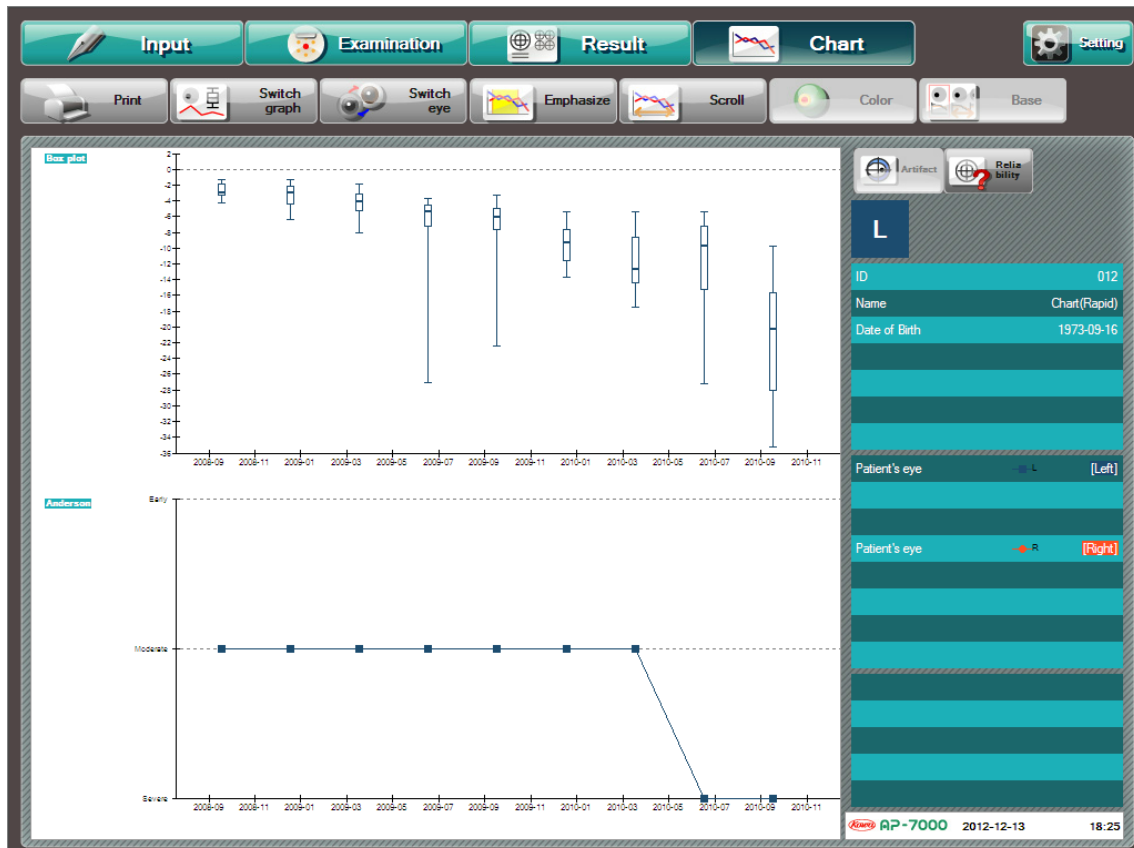 Input Examination Result Chart Setting
Print Switch graph Switch eye Emphasize Scroll Color Base
Box plot
2
0
-2
-4
-6
-8
-10
-12
-14
-16
-18
-20
-22
-24
-26
-28
-30
-32
-34
-36
2008-09 2008-11 2009-01 2009-03 2009-05 2009-07 2009-09 2009-11 2010-01 2010-03 2010-05 2010-07 2010-09 2010-11
Anderson
Early
Moderate
Severe
2008-09 2008-11 2009-01 2009-03 2009-05 2009-07 2009-09 2009-11 2010-01 2010-03 2010-05 2010-07 2010-09 2010-11
Artifact Relia
bility
L
ID 012
Name Chart(Rapid)
Date of Birth 1973-09-16
Patient's eye L [Left]
Patient's eye R [Right]
Kowa AP-7000 2012-12-13 18:25